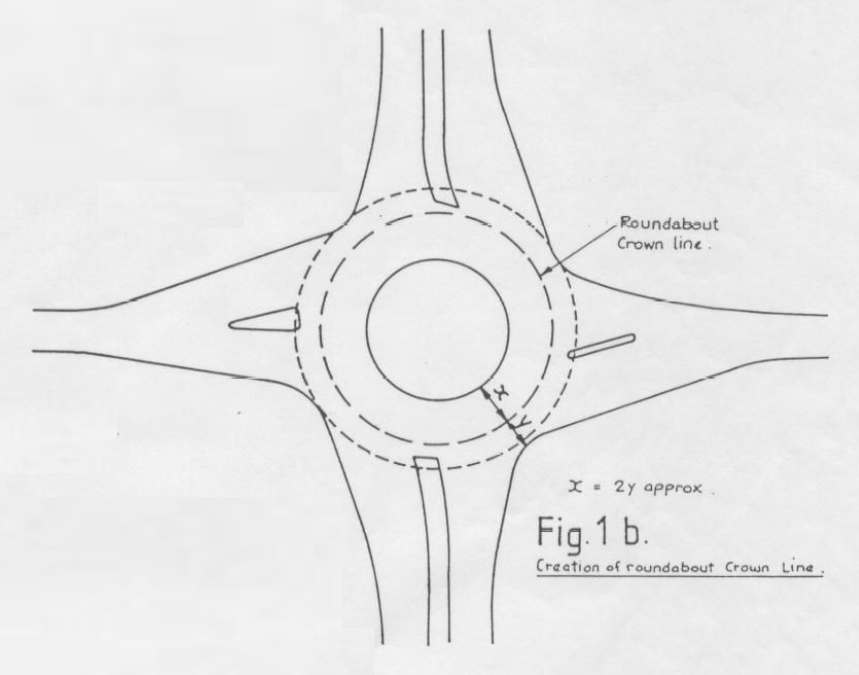 Roundabout
Crown line.
x
y
x = 2y approx.
Fig.1 b.
Creation of roundabout Crown Line.